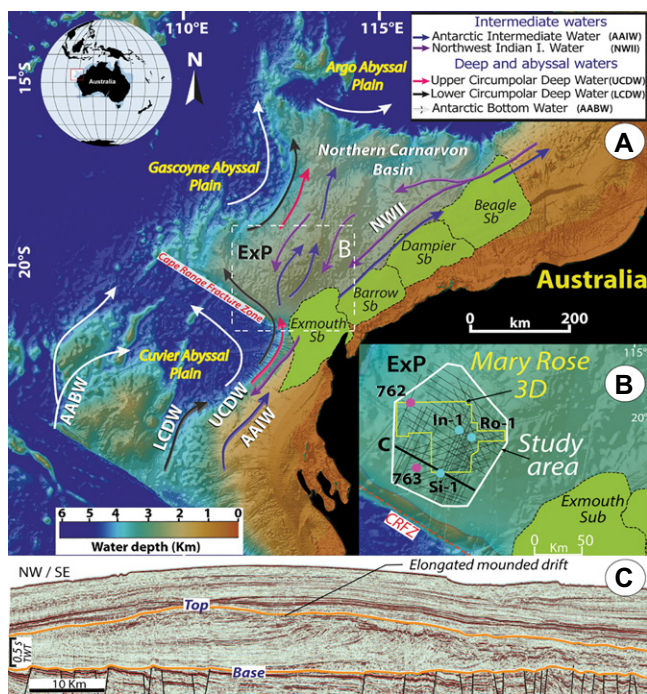 110°E
115°E
Intermediate waters
Antarctic Intermediate Water (AAIW)
Northwest Indian I. Water (NWII)
Deep and abyssal waters
Upper Circumpolar Deep Water (UCDW)
Lower Circumpolar Deep Water (LCDW)
Antarctic Bottom Water (AABW)
Australia
N
15°S
Argo Abyssal
Plain
A
Gascoyne Abyssal
Plain
Northern Carnarvon
Basin
NWII
Beagle
Sb
ExP
B
Dampier
Sb
20°S
Cape Range Fracture Zone
Barrow
Sb
Australia
Exmouth
Sb
0 km 200
Cuvier Abyssal
Plain
AABW
LCDW
UCDW
AAIW
ExP
Mary Rose
3D
115°
B
762
In-1
Ro-1
20°
C
Study
area
763
Si-1
CRFZ
Exmouth
Sub
0 Km 50
6 5 4 3 2 1 0
Water depth (Km)
NW / SE
Elongated mounded drift
C
Top
0.5 s
TWT
Base
10 Km